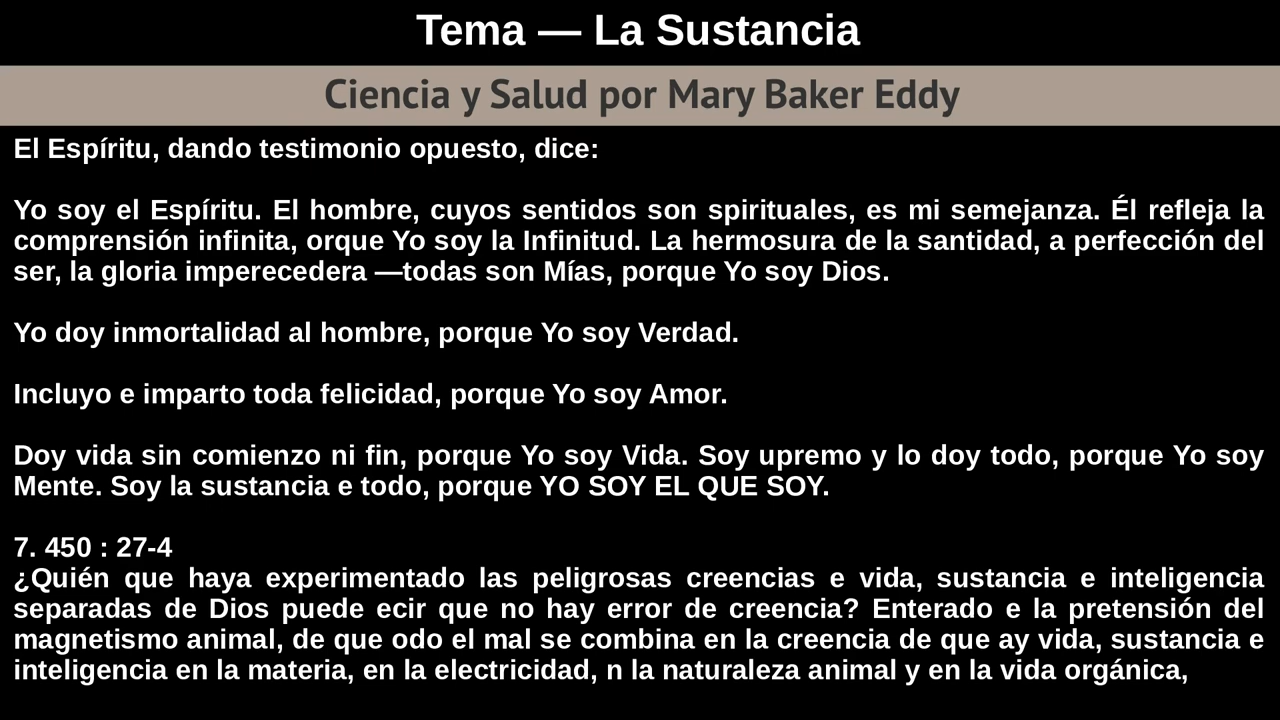 Tema — La Sustancia
Ciencia y Salud por Mary Baker Eddy
El Espíritu, dando testimonio opuesto, dice:
Yo soy el Espíritu. El hombre, cuyos sentidos son spirituales, es mi semejanza. Él refleja la
comprensión infinita, orque Yo soy la Infinitud. La hermosura de la santidad, a perfección del
ser, la gloria imperecedera —todas son Mías, porque Yo soy Dios.
Yo doy inmortalidad al hombre, porque Yo soy Verdad.
Incluyo e imparto toda felicidad, porque Yo soy Amor.
Doy vida sin comienzo ni fin, porque Yo soy Vida. Soy upremo y lo doy todo, porque Yo soy
Mente. Soy la sustancia e todo, porque YO SOY EL QUE SOY.
7. 450 : 27-4
¿Quién que haya experimentado las peligrosas creencias e vida, sustancia e inteligencia
separadas de Dios puede ecir que no hay error de creencia? Enterado e la pretensión del
magnetismo animal, de que odo el mal se combina en la creencia de que ay vida, sustancia e
inteligencia en la materia, en la electricidad, n la naturaleza animal y en la vida orgánica,